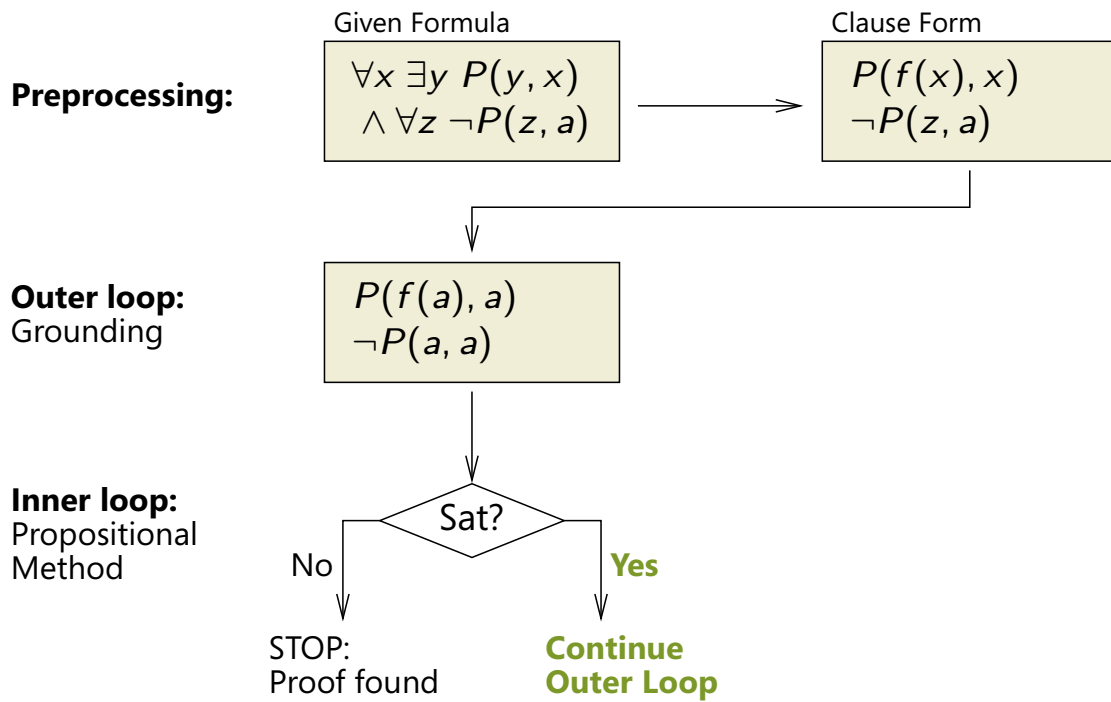 Given Formula
Clause Form
Preprocessing:
∀x ∃y P(y, x)
∧ ∀z ¬P(z, a)
P(f(x), x)
¬P(z, a)
Outer loop:
Grounding
P(f(a), a)
¬P(a, a)
Inner loop:
Propositional
Method
Sat?
No
Yes
STOP:
Proof found
Continue
Outer Loop